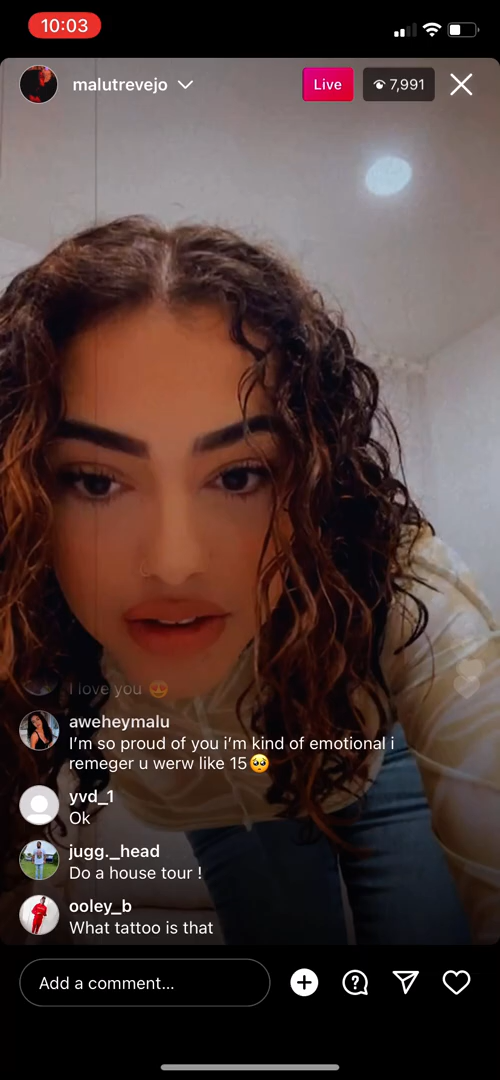 10:03
malutrevejo
Live
7,991
I love you 😍
aweheymalu
I'm so proud of you i'm kind of emotional i
remeger u werw like 15🥺
yvd_1
Ok
jugg._head
Do a house tour !
ooley_b
What tattoo is that
Add a comment...